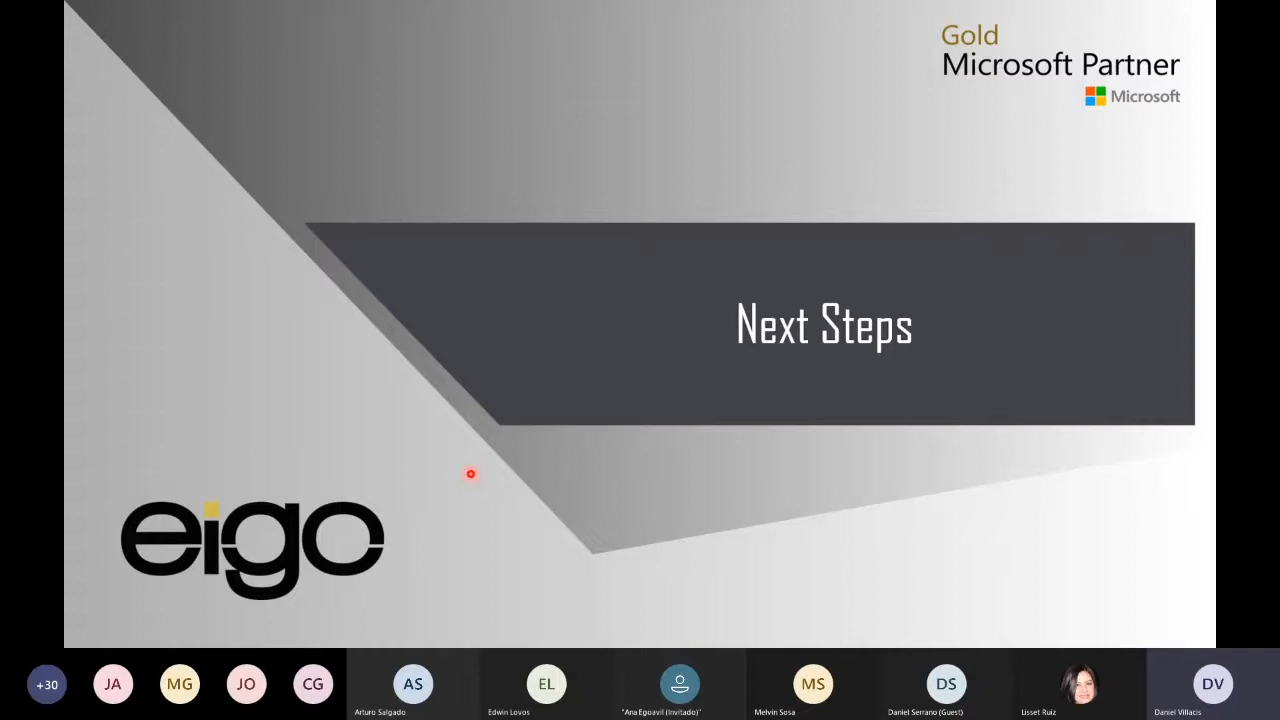 Gold
Microsoft Partner
Microsoft
Next Steps
eigo
+30
JA
MG
JO
CG
AS
EL
MS
DS
DV
Arturo Salgado
Edwin Lovos
"Ana Egoavil (Invitado)"
Melvin Sosa
Daniel Serrano (Guest)
Lisset Ruiz
Daniel Villacis